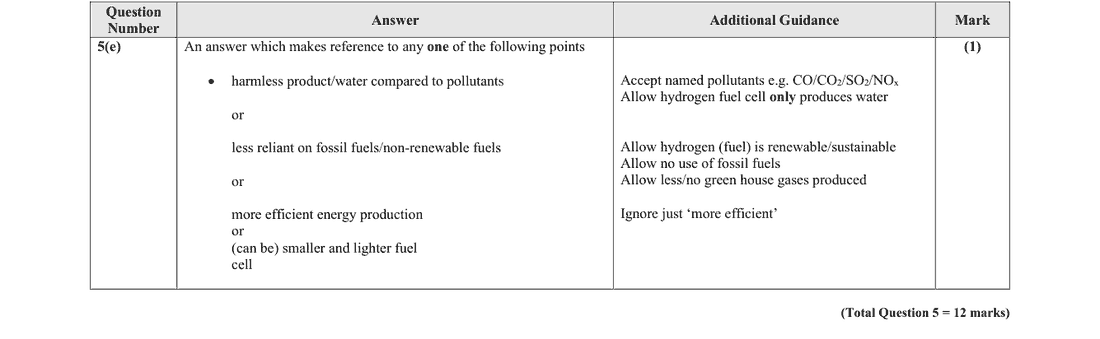 Question Number Answer Additional Guidance Mark
5(e) An answer which makes reference to any one of the following points (1)
• harmless product/water compared to pollutants Accept named pollutants e.g. CO/CO₂/SO₂/NOₓ
Allow hydrogen fuel cell only produces water
or
less reliant on fossil fuels/non-renewable fuels Allow hydrogen (fuel) is renewable/sustainable
Allow no use of fossil fuels
or Allow less/no green house gases produced
more efficient energy production Ignore just ‘more efficient’
or
(can be) smaller and lighter fuel
cell
(Total Question 5 = 12 marks)